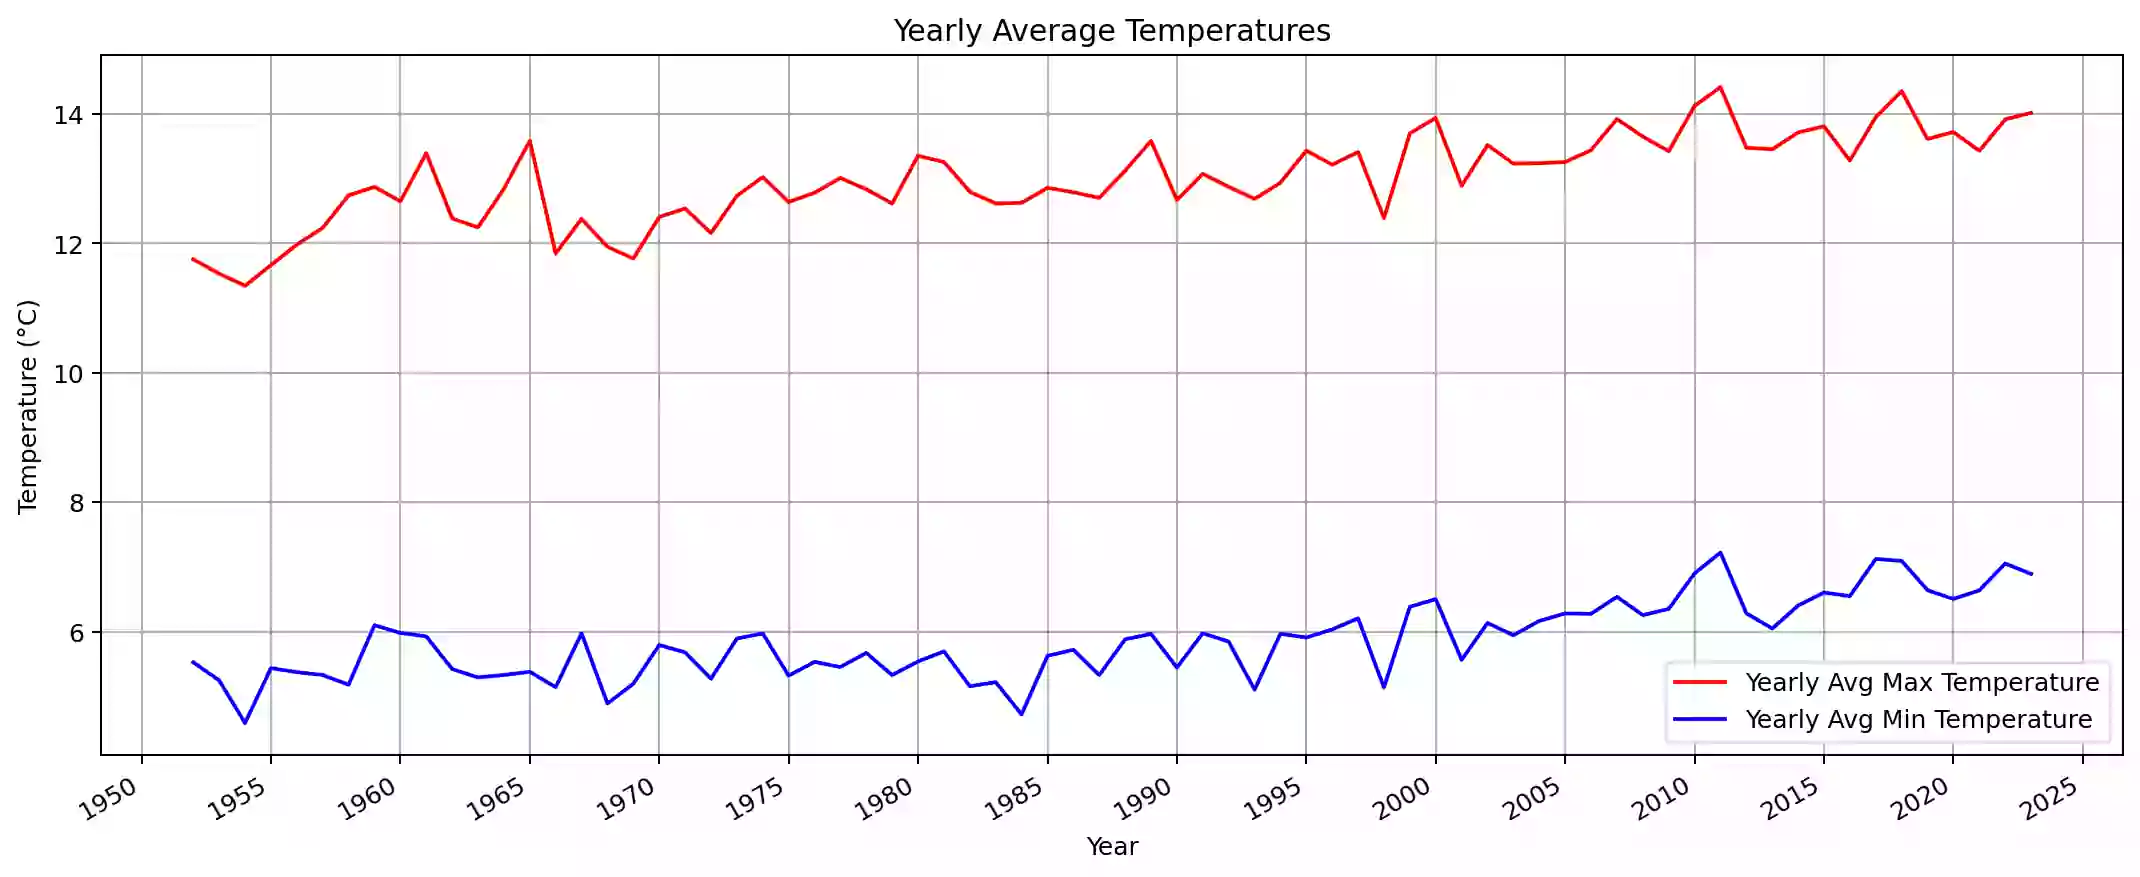 Yearly Average Temperatures
Temperature (°C)
14
12
10
8
6
Yearly Avg Max Temperature
Yearly Avg Min Temperature
1950 1955 1960 1965 1970 1975 1980 1985 1990 1995 2000 2005 2010 2015 2020 2025
Year